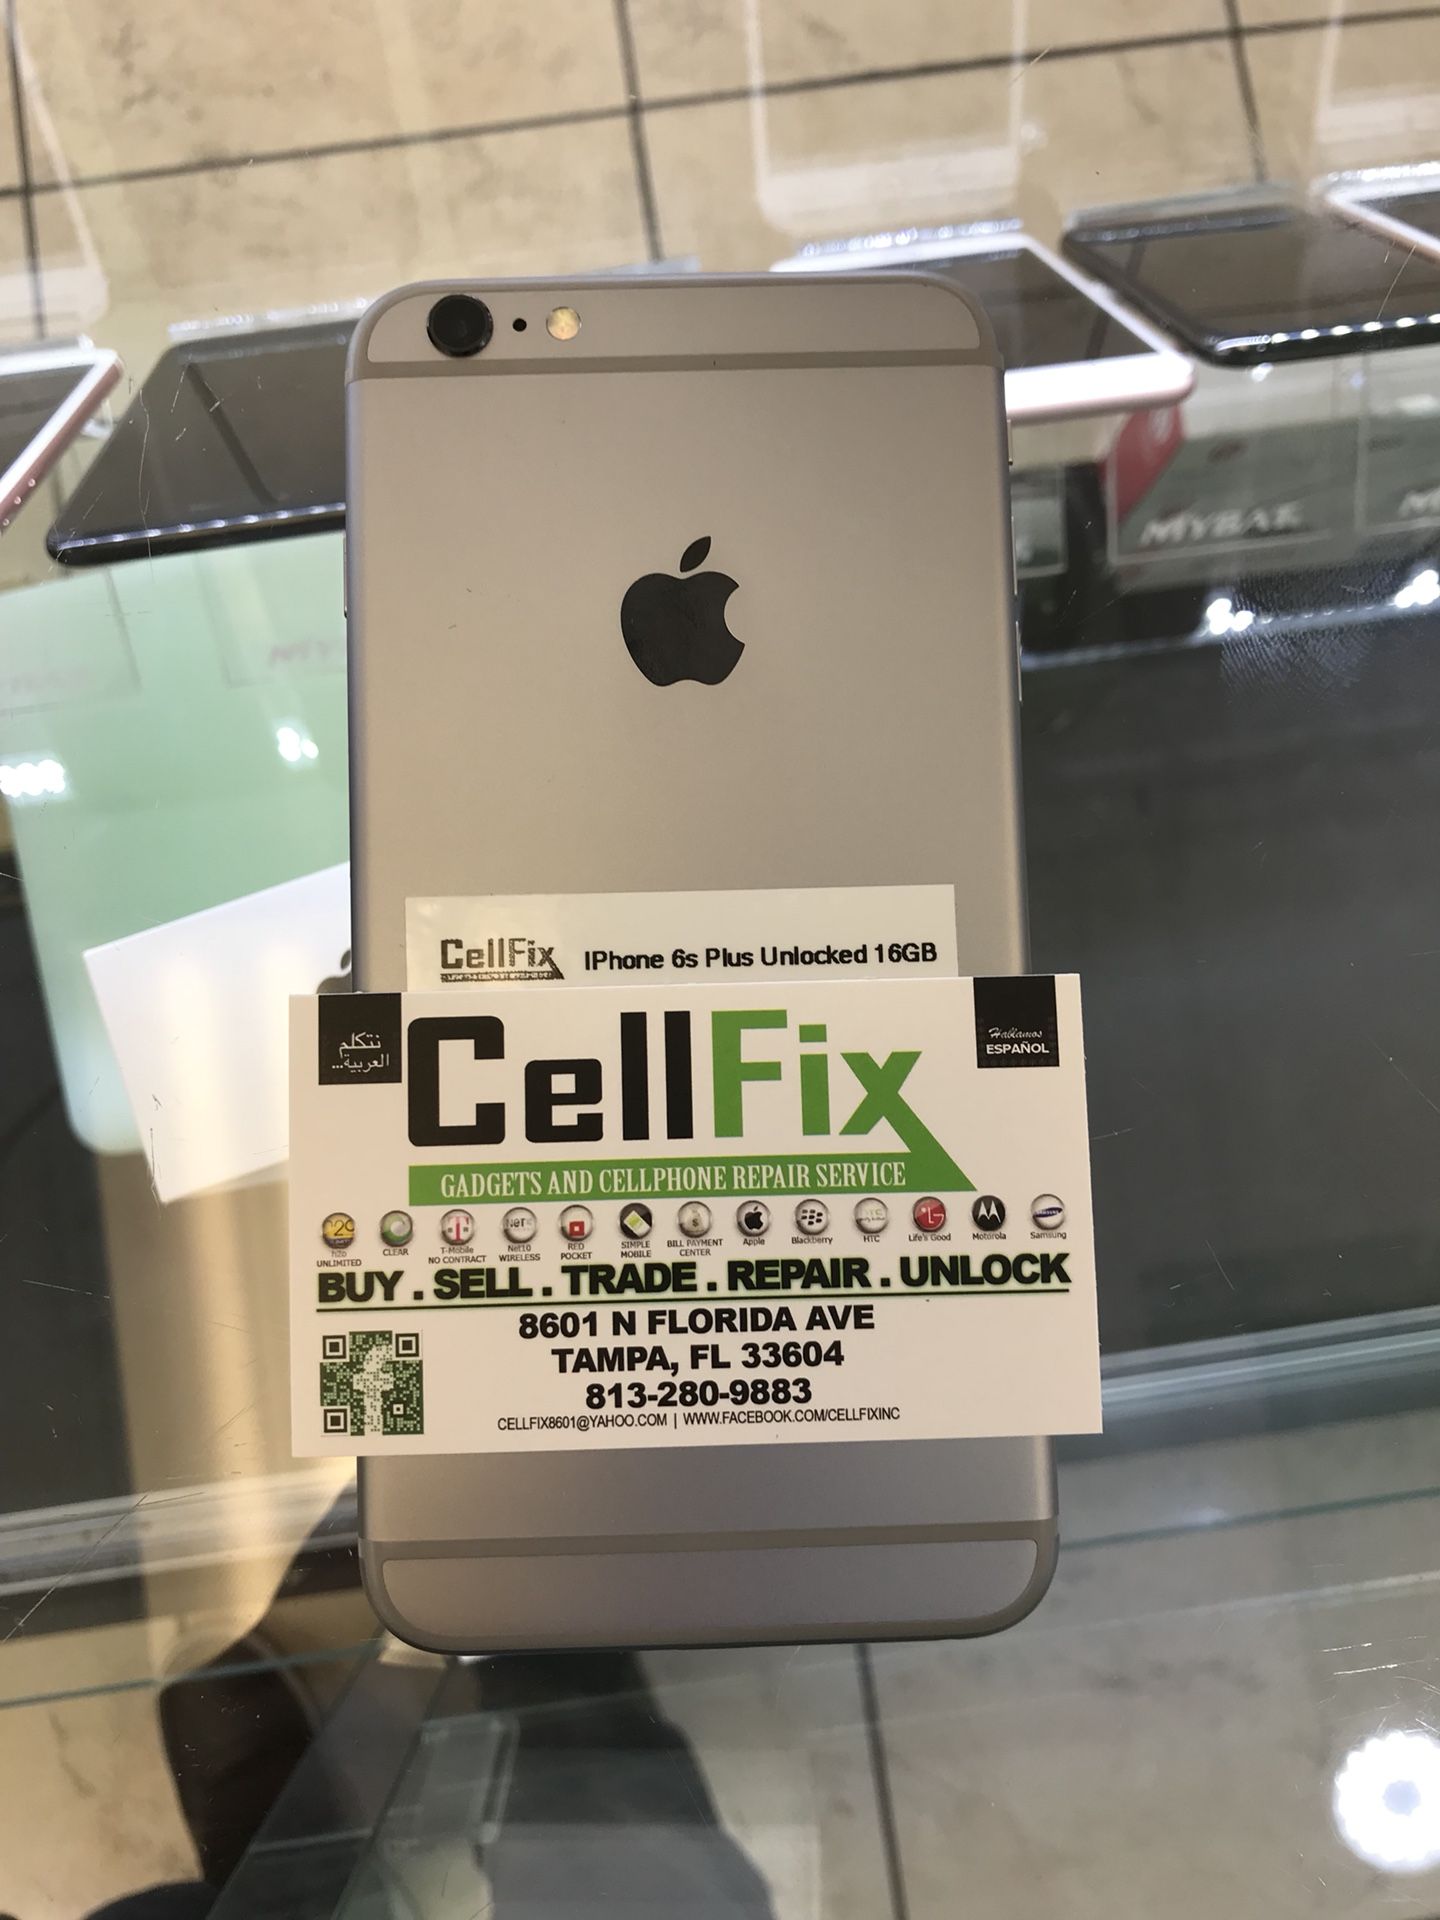 MYBAT
CellFix IPhone 6s Plus Unlocked 16GB
نتكلم
العربية...
CellFix
Hablamos
ESPAÑOL
GADGETS AND CELLPHONE REPAIR SERVICE
h2o
UNLIMITED
CLEAR
T-Mobile
NO CONTRACT
Net10
WIRELESS
RED
POCKET
SIMPLE
MOBILE
BILL PAYMENT
CENTER
Apple
Blackberry
HTC
Life's Good
Motorola
Samsung
BUY . SELL . TRADE . REPAIR . UNLOCK
8601 N FLORIDA AVE
TAMPA, FL 33604
813-280-9883
CELLFIX8601@YAHOO.COM | WWW.FACEBOOK.COM/CELLFIXINC